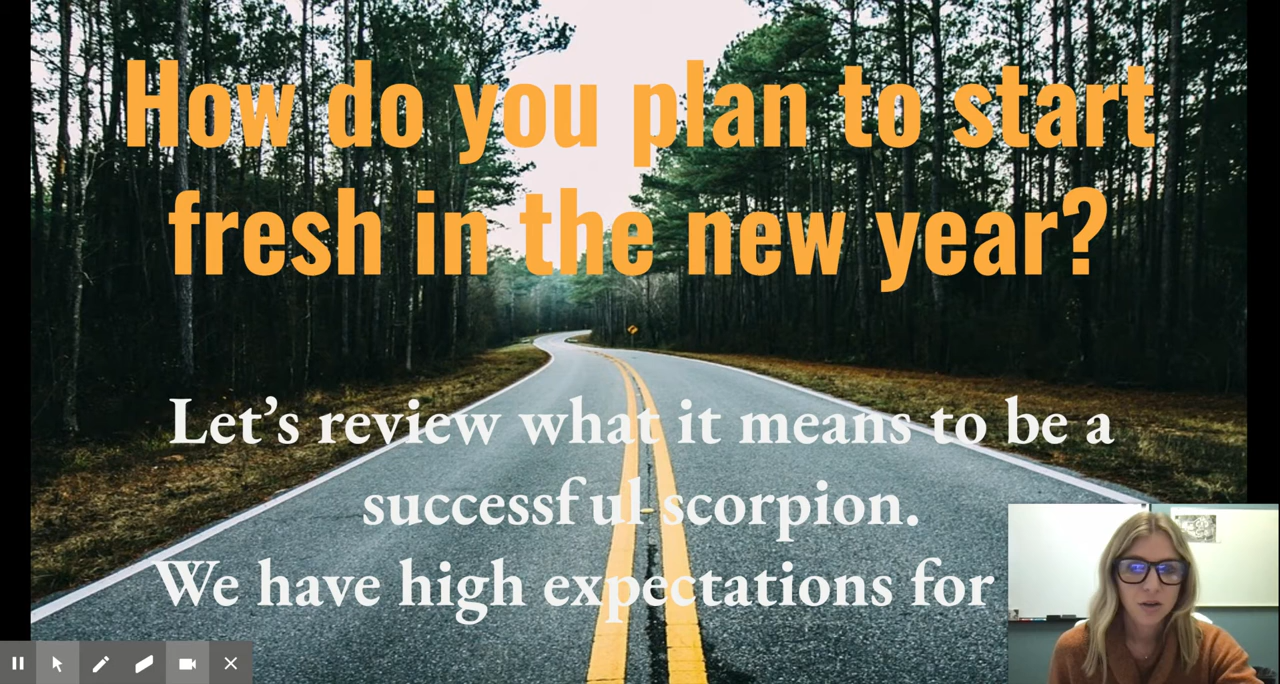 How do you plan to start
fresh in the new year?
Let's review what it means to be a
successful scorpion.
We have high expectations for